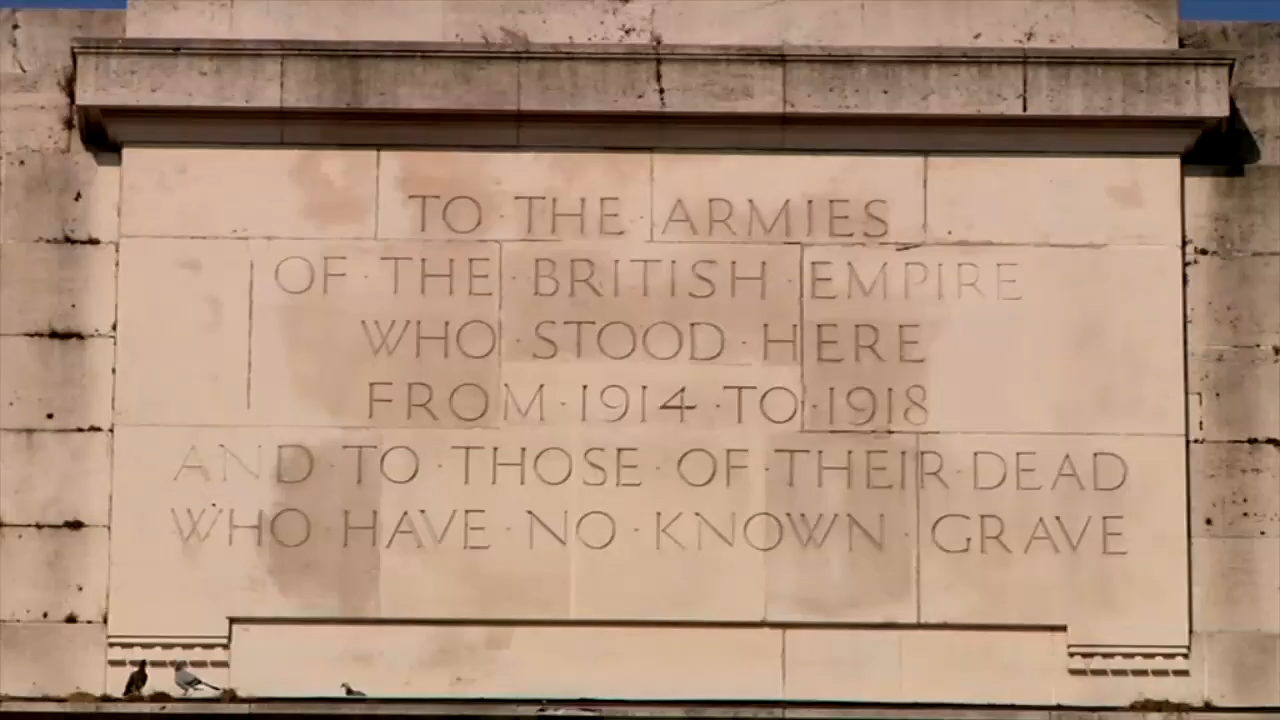 TO·THE·ARMIES
OF·THE·BRITISH·EMPIRE
WHO·STOOD·HERE
FROM·1914·TO·1918
AND·TO·THOSE·OF·THEIR·DEAD
WHO·HAVE·NO·KNOWN·GRAVE